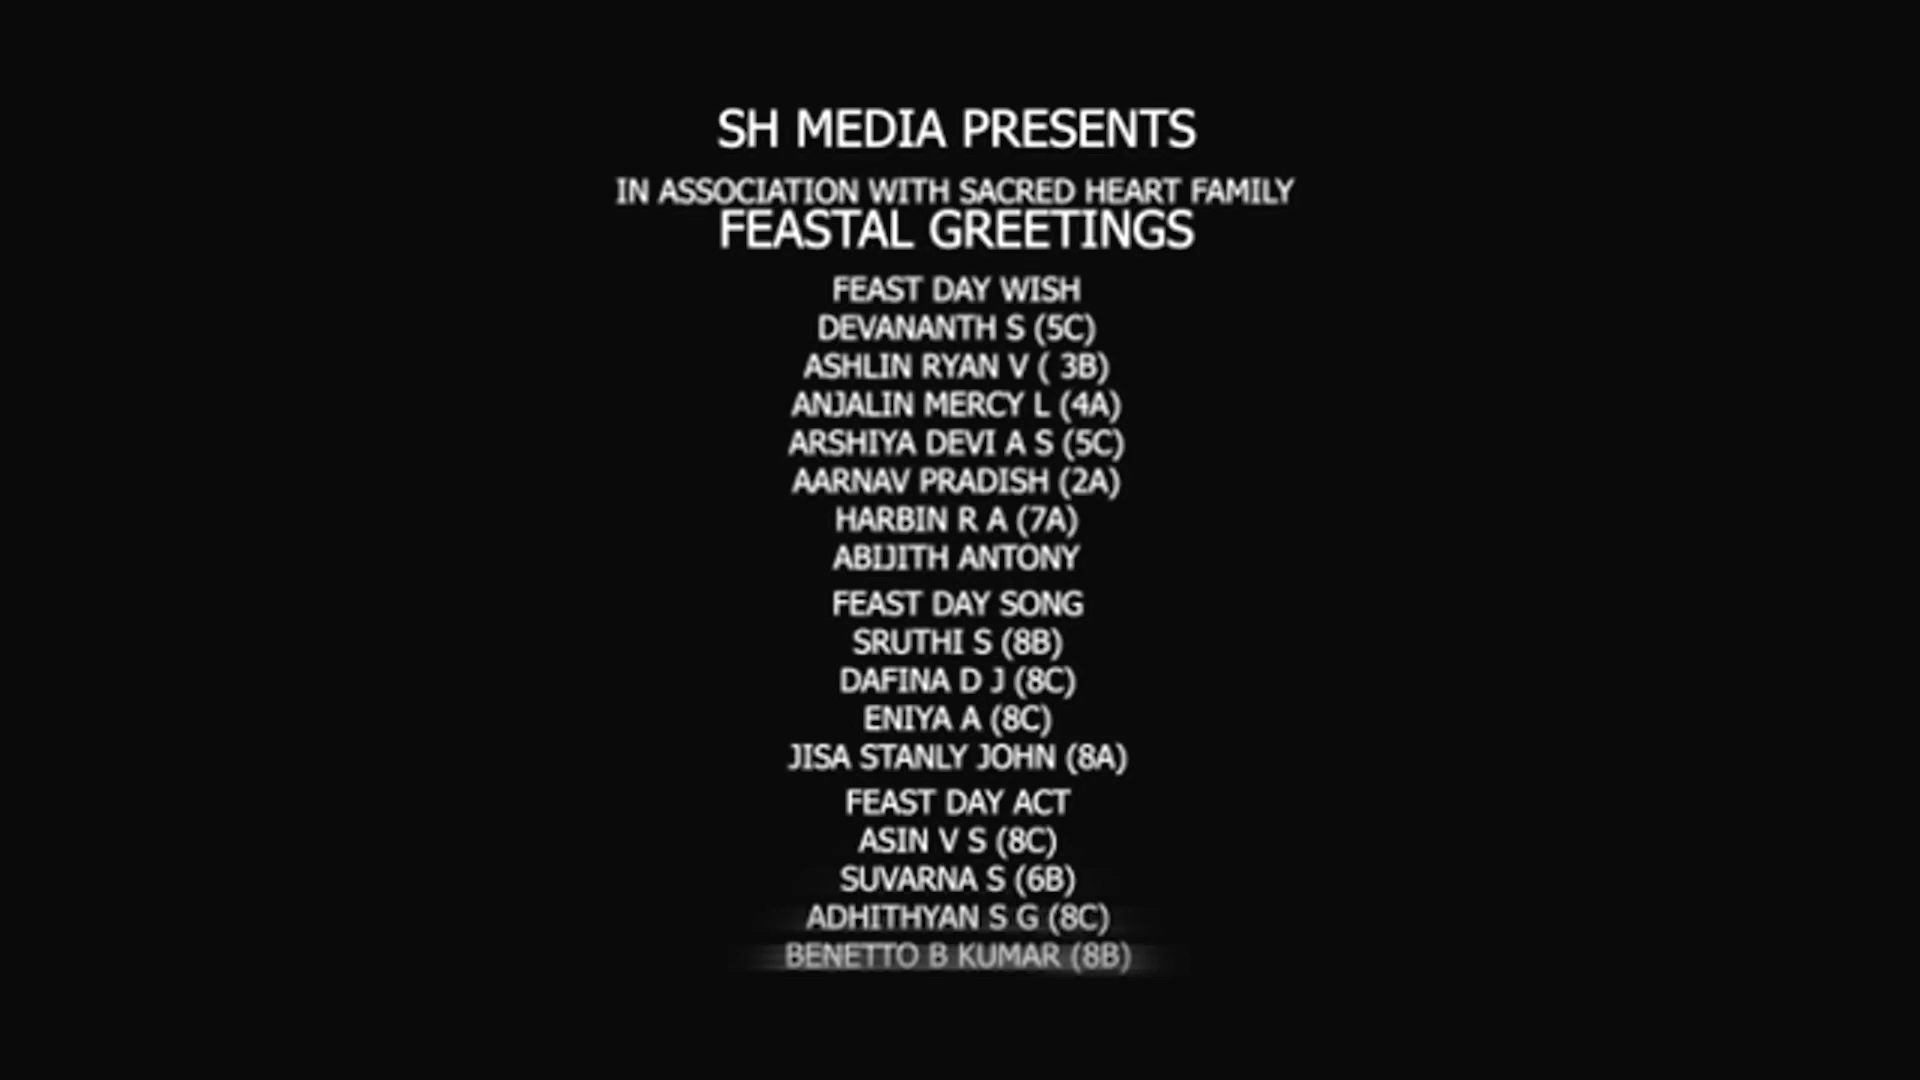 SH MEDIA PRESENTS
IN ASSOCIATION WITH SACRED HEART FAMILY
FEASTAL GREETINGS
FEAST DAY WISH
DEVANANTH S (5C)
ASHLIN RYAN V ( 3B)
ANJALIN MERCY L (4A)
ARSHIYA DEVI A S (5C)
AARNAV PRADISH (2A)
HARBIN R A (7A)
ABIJITH ANTONY
FEAST DAY SONG
SRUTHI S (8B)
DAFINA D J (8C)
ENIYA A (8C)
JISA STANLY JOHN (8A)
FEAST DAY ACT
ASIN V S (8C)
SUVARNA S (6B)
ADHITHYAN S G (8C)
BENETTO B KUMAR (8B)